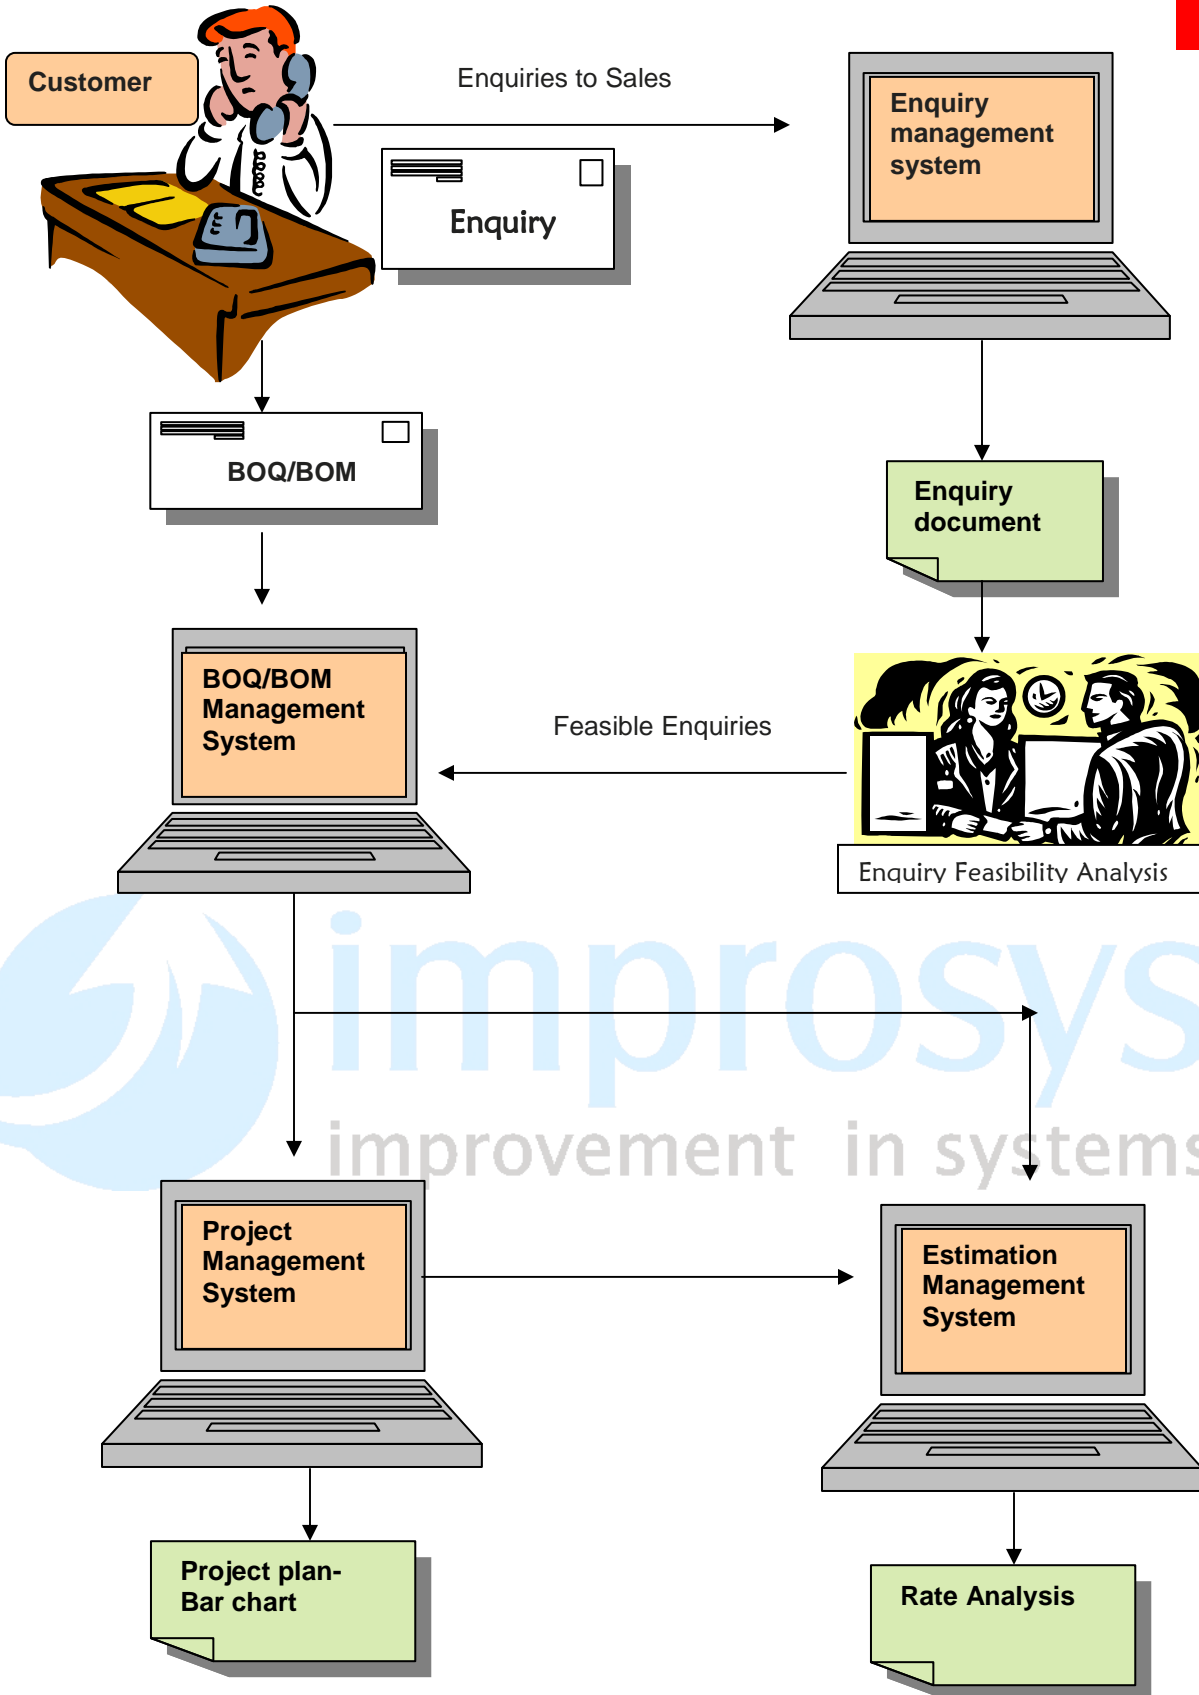 Customer
Enquiries to Sales
Enquiry
management
system
Enquiry
BOQ/BOM
Enquiry
document
BOQ/BOM
Management
System
Feasible Enquiries
Enquiry Feasibility Analysis
improsys
improvement in systems
Project
Management
System
Estimation
Management
System
Project plan-
Bar chart
Rate Analysis